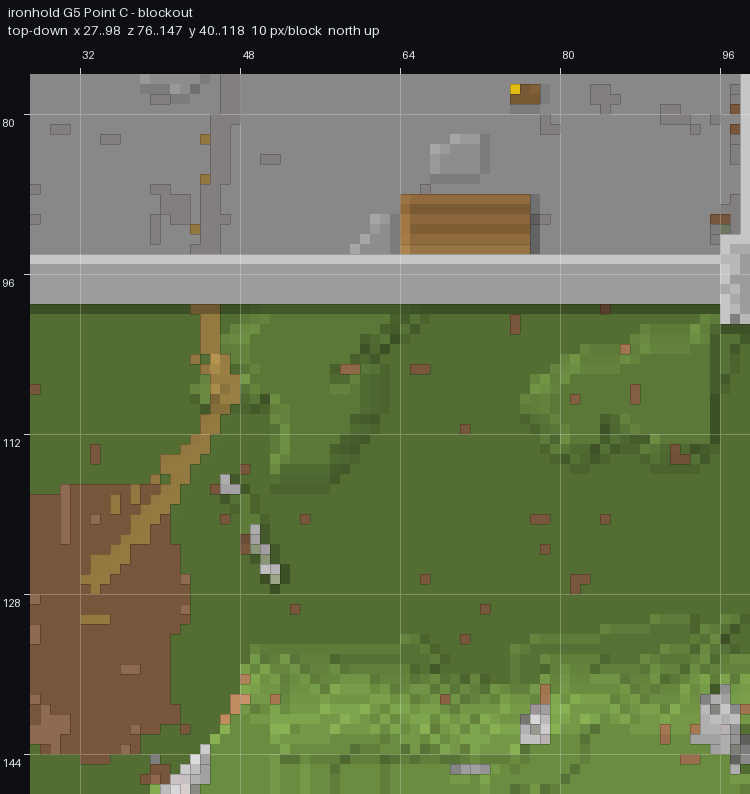 ironhold G5 Point C - blockout
top-down x 27..98 z 76..147 y 40..118 10 px/block north up
32 48 64 80 96
80
96
112
128
144